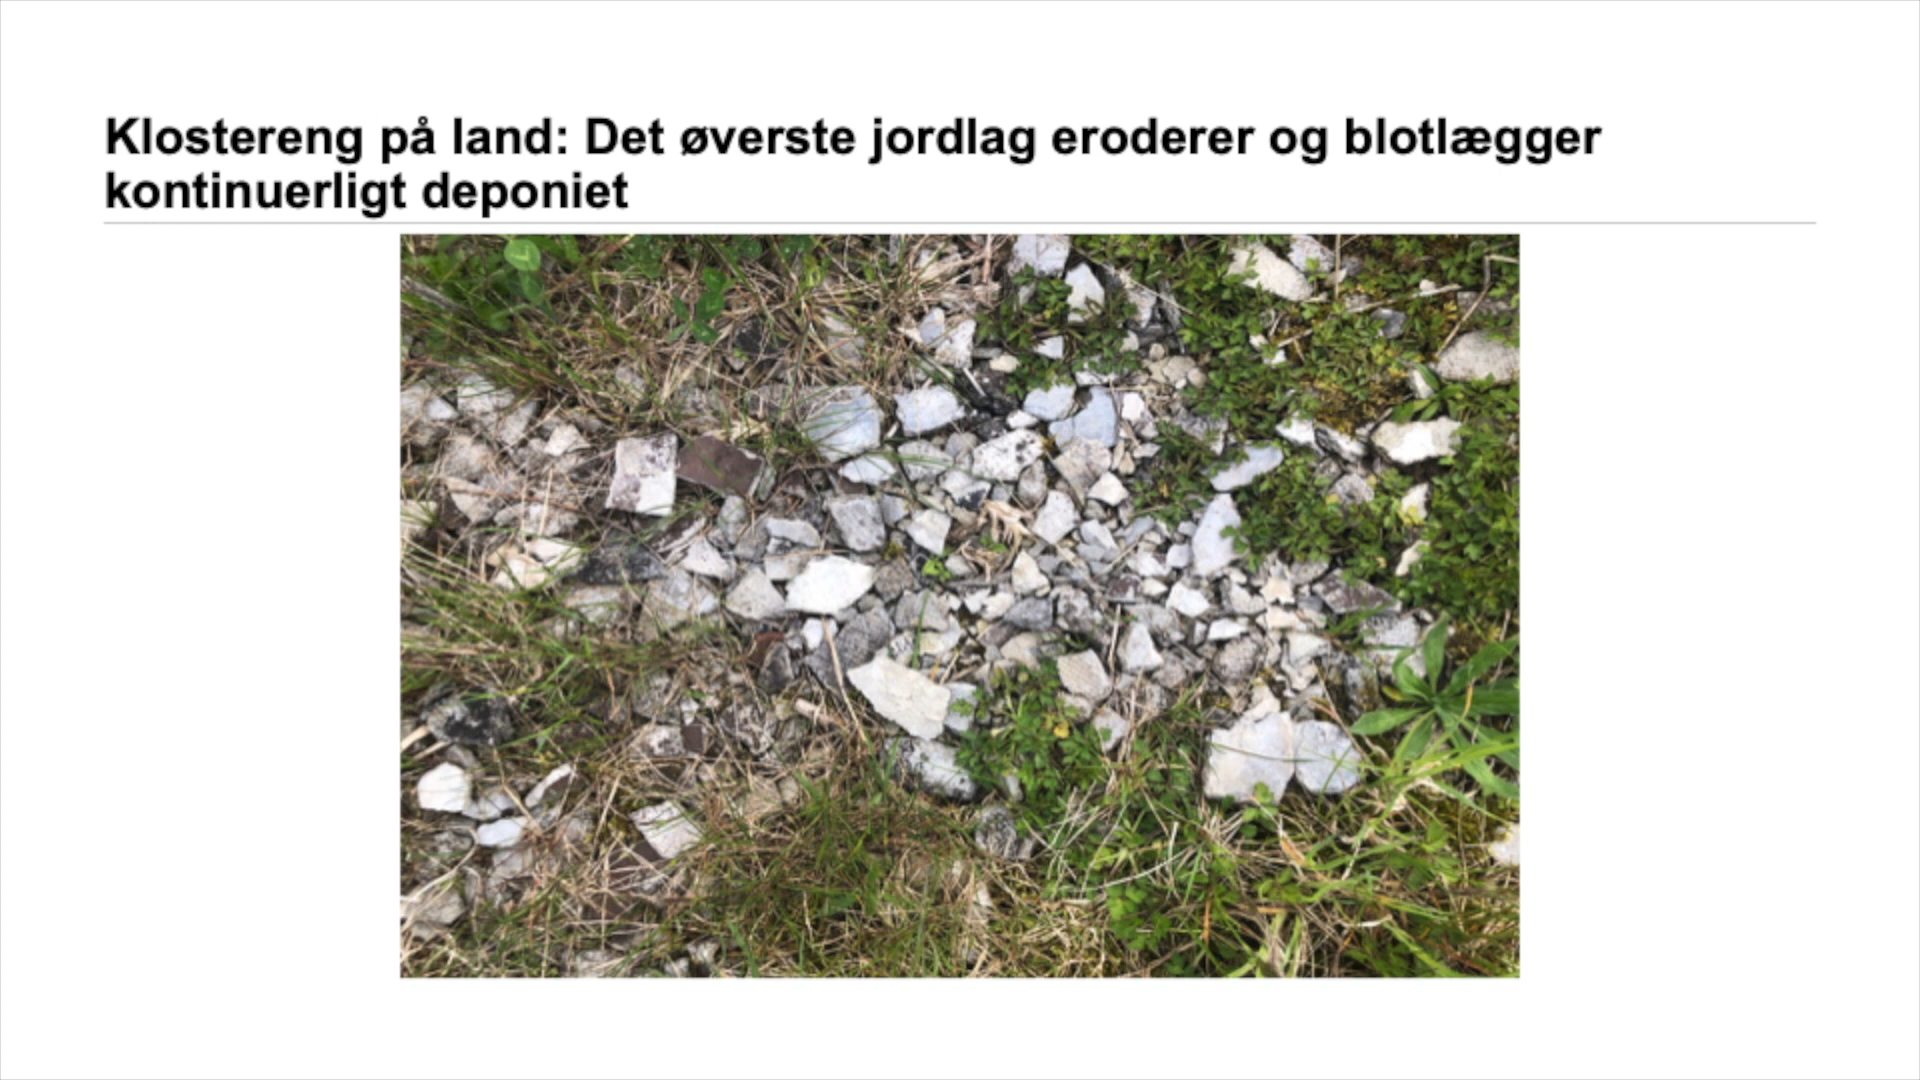 Klostereng på land: Det øverste jordlag eroderer og blotlægger
kontinuerligt deponiet